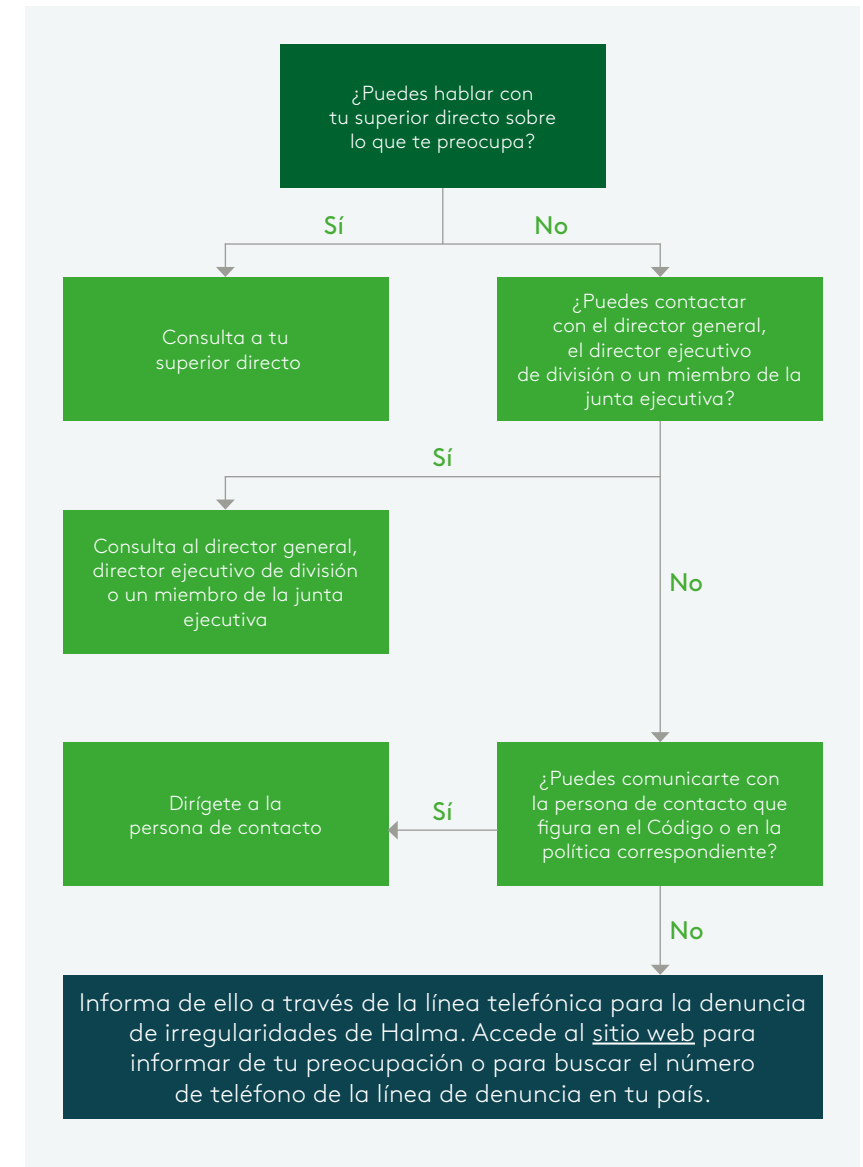 ¿Puedes hablar con
tu superior directo sobre
lo que te preocupa?
Sí
No
Consulta a tu
superior directo
¿Puedes contactar
con el director general,
el director ejecutivo
de división o un miembro de la
junta ejecutiva?
Sí
Consulta al director general,
director ejecutivo de división
o un miembro de la junta
ejecutiva
No
Dirígete a la
persona de contacto
Sí
¿Puedes comunicarte con
la persona de contacto que
figura en el Código o en la
política correspondiente?
No
Informa de ello a través de la línea telefónica para la denuncia
de irregularidades de Halma. Accede al sitio web para
informar de tu preocupación o para buscar el número
de teléfono de la línea de denuncia en tu país.